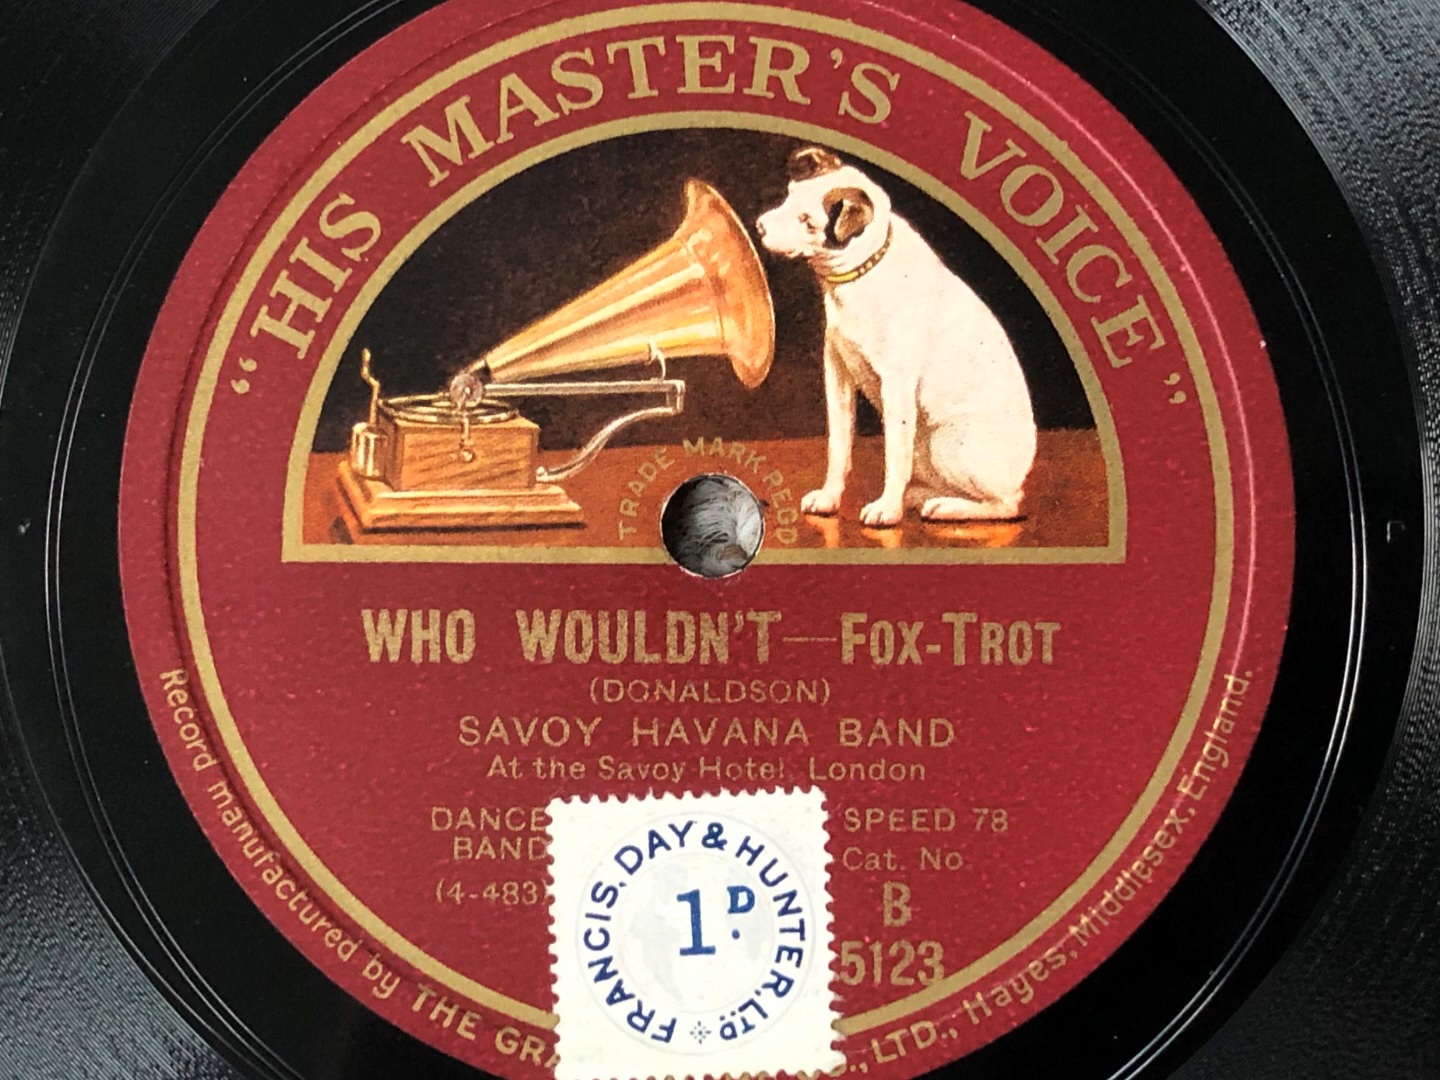 “HIS MASTER'S VOICE”
TRADE MARK REGD
WHO WOULDN'T—FOX-TROT
(DONALDSON)
SAVOY HAVANA BAND
At the Savoy Hotel, London
DANCE
BAND
(4-483)
SPEED 78
Cat. No.
B
5123
FRANCIS, DAY & HUNTER, LTD
1D.
Record manufactured by THE GRA
O., LTD., Hayes, Middlesex, England.